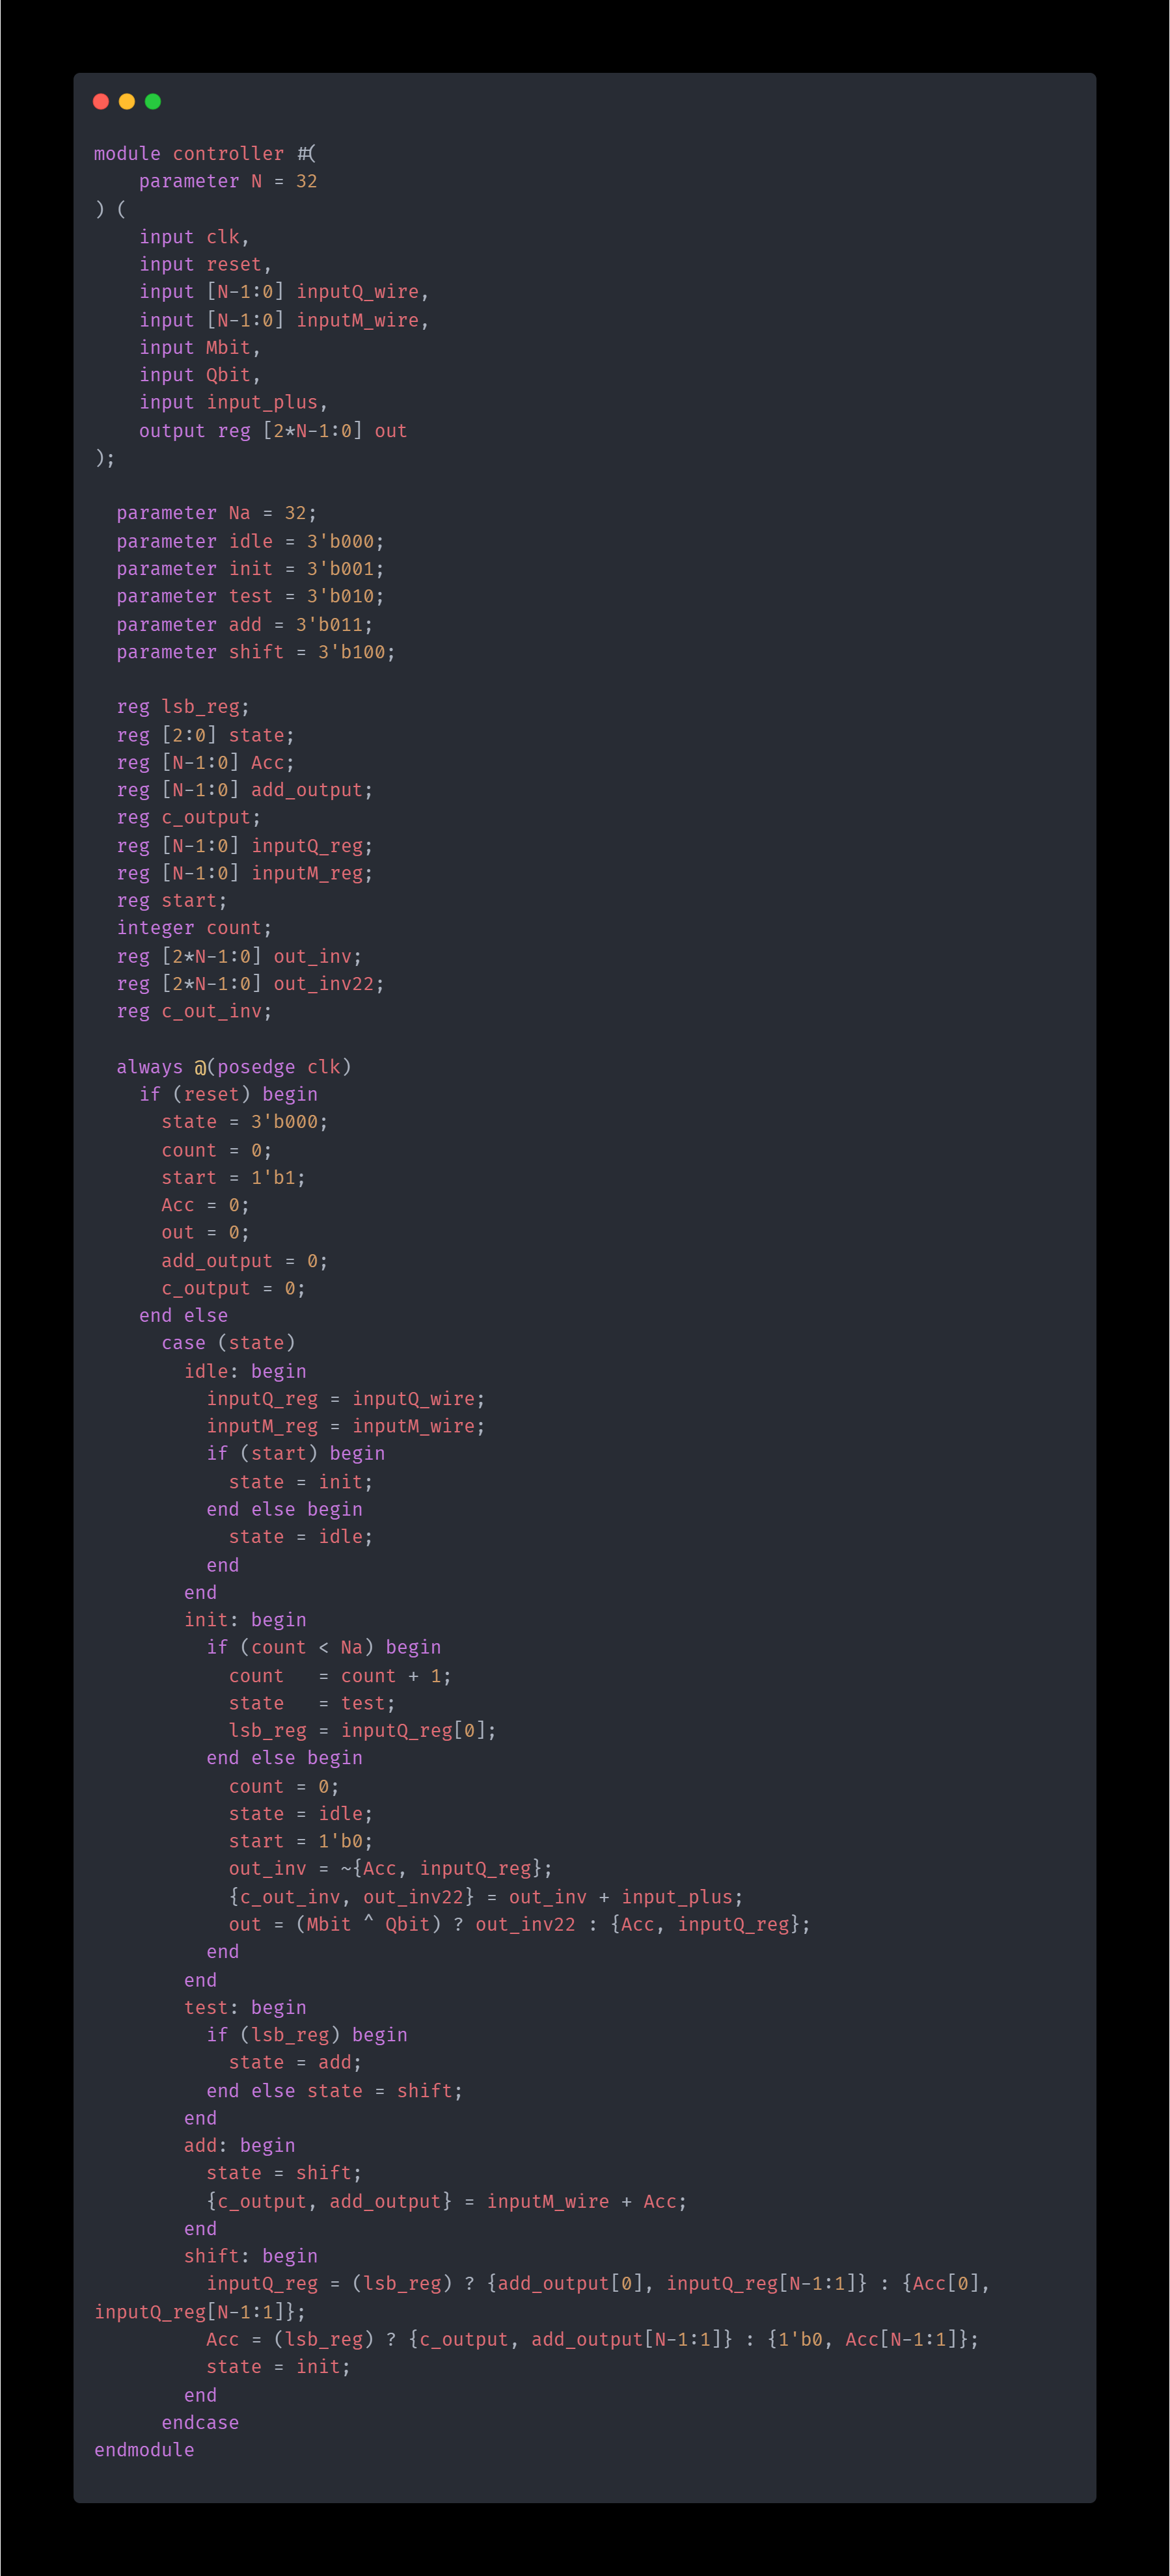 module controller #(
    parameter N = 32
) (
    input clk,
    input reset,
    input [N-1:0] inputQ_wire,
    input [N-1:0] inputM_wire,
    input Mbit,
    input Qbit,
    input input_plus,
    output reg [2*N-1:0] out
);

  parameter Na = 32;
  parameter idle = 3'b000;
  parameter init = 3'b001;
  parameter test = 3'b010;
  parameter add = 3'b011;
  parameter shift = 3'b100;

  reg lsb_reg;
  reg [2:0] state;
  reg [N-1:0] Acc;
  reg [N-1:0] add_output;
  reg c_output;
  reg [N-1:0] inputQ_reg;
  reg [N-1:0] inputM_reg;
  reg start;
  integer count;
  reg [2*N-1:0] out_inv;
  reg [2*N-1:0] out_inv22;
  reg c_out_inv;

  always @(posedge clk)
    if (reset) begin
      state = 3'b000;
      count = 0;
      start = 1'b1;
      Acc = 0;
      out = 0;
      add_output = 0;
      c_output = 0;
    end else
      case (state)
        idle: begin
          inputQ_reg = inputQ_wire;
          inputM_reg = inputM_wire;
          if (start) begin
            state = init;
          end else begin
            state = idle;
          end
        end
        init: begin
          if (count < Na) begin
            count   = count + 1;
            state   = test;
            lsb_reg = inputQ_reg[0];
          end else begin
            count = 0;
            state = idle;
            start = 1'b0;
            out_inv = ~{Acc, inputQ_reg};
            {c_out_inv, out_inv22} = out_inv + input_plus;
            out = (Mbit ^ Qbit) ? out_inv22 : {Acc, inputQ_reg};
          end
        end
        test: begin
          if (lsb_reg) begin
            state = add;
          end else state = shift;
        end
        add: begin
          state = shift;
          {c_output, add_output} = inputM_wire + Acc;
        end
        shift: begin
          inputQ_reg = (lsb_reg) ? {add_output[0], inputQ_reg[N-1:1]} : {Acc[0],
inputQ_reg[N-1:1]};
          Acc = (lsb_reg) ? {c_output, add_output[N-1:1]} : {1'b0, Acc[N-1:1]};
          state = init;
        end
      endcase
endmodule